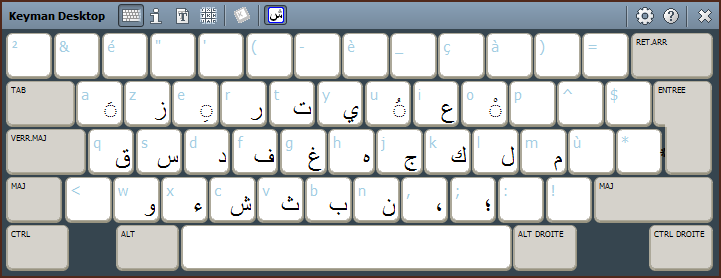 Keyman Desktop ش
² & é " ' ( - è _ ç à ) = RET.ARR
TAB a َ z ز e ِ r ر t ت y ي u ُ i ع o ْ p ^ $ ENTREE
VERR.MAJ q ق s س d د f ف g غ h ه j ج k ك l ل m م ù *
MAJ < w و x ء c ش v ث b ب n ن , ، ; ؛ : ! MAJ
CTRL ALT ALT DROITE CTRL DROITE